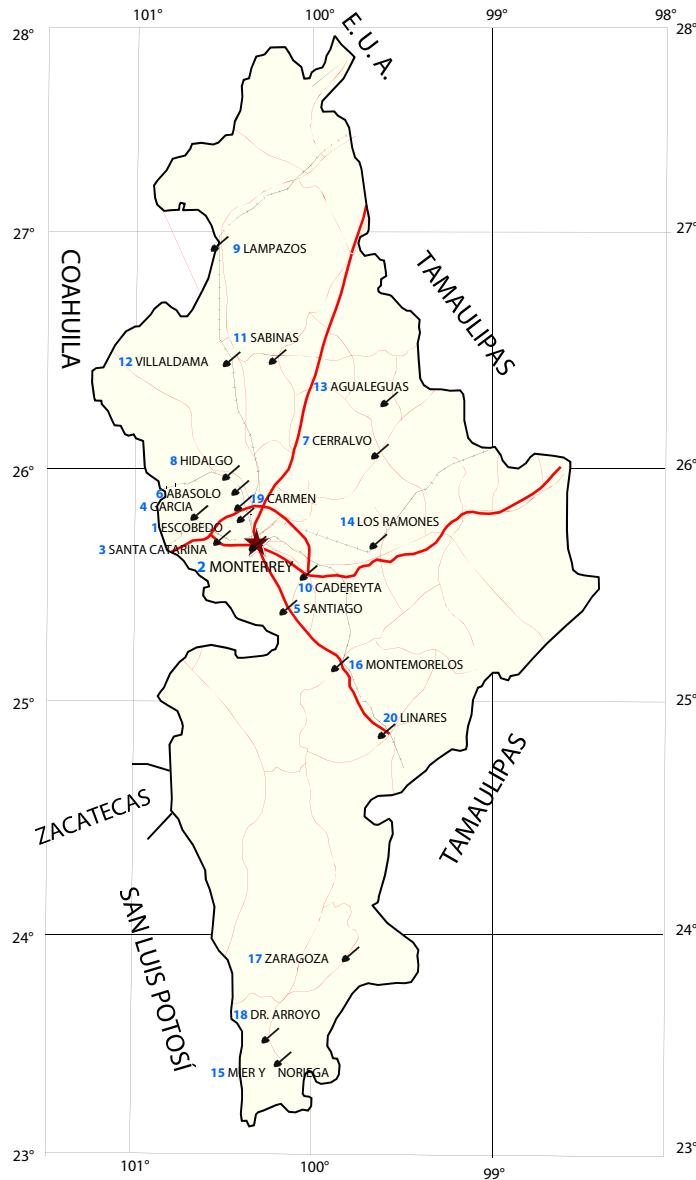 101° 100° 99° 98°
28° 28°
E. U. A.
27° 27°
9 LAMPAZOS
COAHUILA
TAMAULIPAS
11 SABINAS
12 VILLALDAMA
13 AGUALEGUAS
7 CERRALVO
8 HIDALGO
26° 26°
6 ABASOLO
19 CARMEN
4 GARCIA
14 LOS RAMONES
1 ESCOBEDO
3 SANTA CATARINA
2 MONTERREY
10 CADEREYTA
5 SANTIAGO
16 MONTEMORELOS
25° 25°
20 LINARES
ZACATECAS
TAMAULIPAS
SAN LUIS POTOSÍ
24° 24°
17 ZARAGOZA
18 DR. ARROYO
15 MIER Y NORIEGA
23° 23°
101° 100° 99°